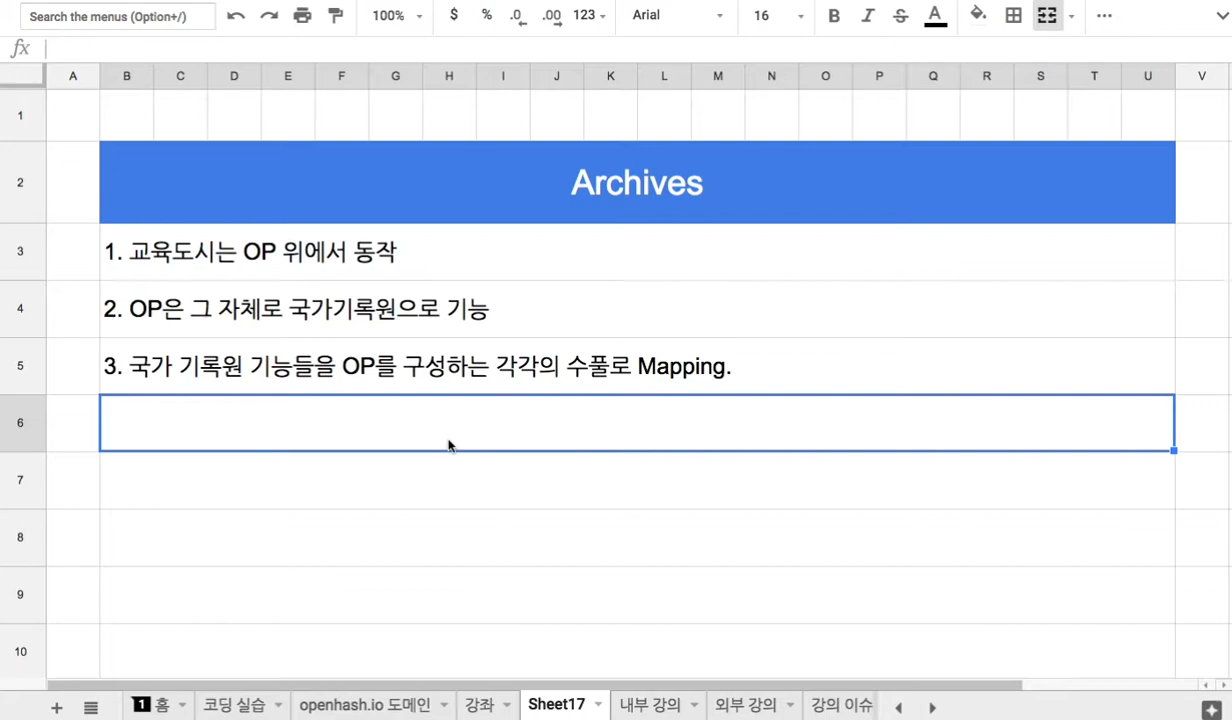 Search the menus (Option+/)
100%
$ % .0 .00 123
Arial
16
B I S A
fx
A B C D E F G H I J K L M N O P Q R S T U V
1
2 Archives
3 1. 교육도시는 OP 위에서 동작
4 2. OP은 그 자체로 국가기록원으로 기능
5 3. 국가 기록원 기능들을 OP를 구성하는 각각의 수풀로 Mapping.
6
7
8
9
10
1 홈 코딩 실습 openhash.io 도메인 강좌 Sheet17 내부 강의 외부 강의 강의 이슈